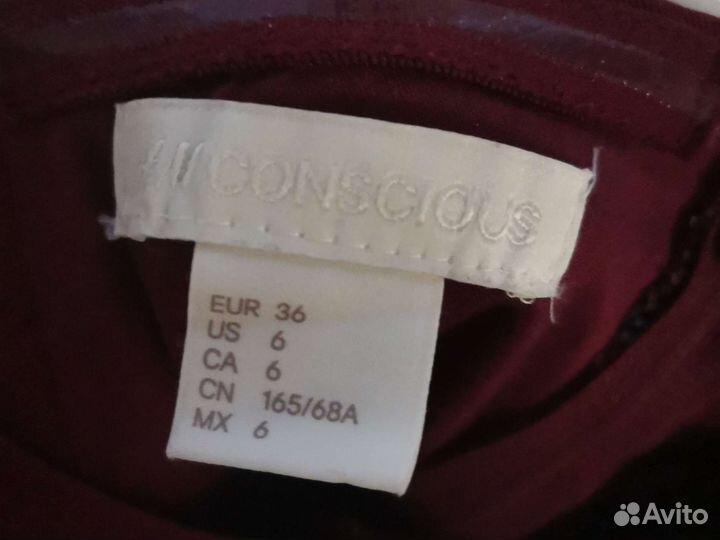 CONSCIOUS
EUR 36
US 6
CA 6
CN 165/68A
MX 6
Avito